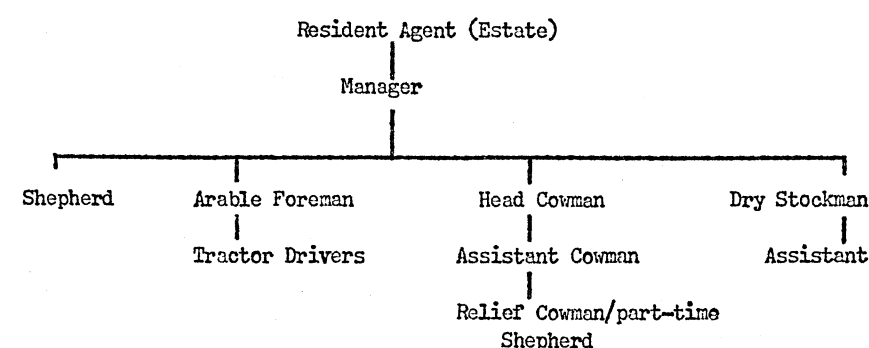 Resident Agent (Estate)
Manager
Shepherd Arable Foreman Head Cowman Dry Stockman
Tractor Drivers Assistant Cowman Assistant
Relief Cowman/part-time
Shepherd